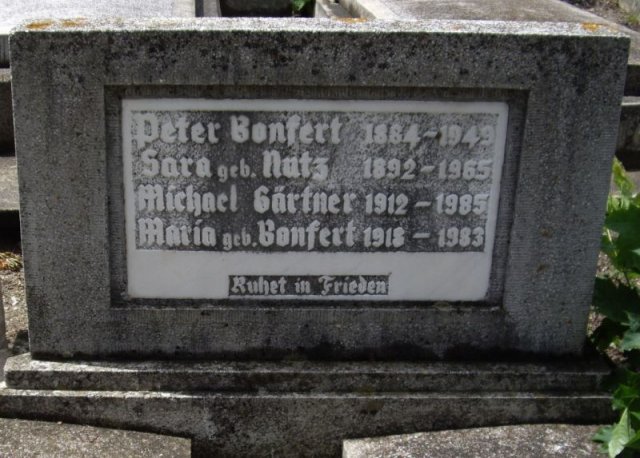 Peter Bonfert 1884-1949
Sara geb. Nutz 1892-1965
Michael Gärtner 1912-1985
Maria geb. Bonfert 1918-1983
Ruhet in Frieden